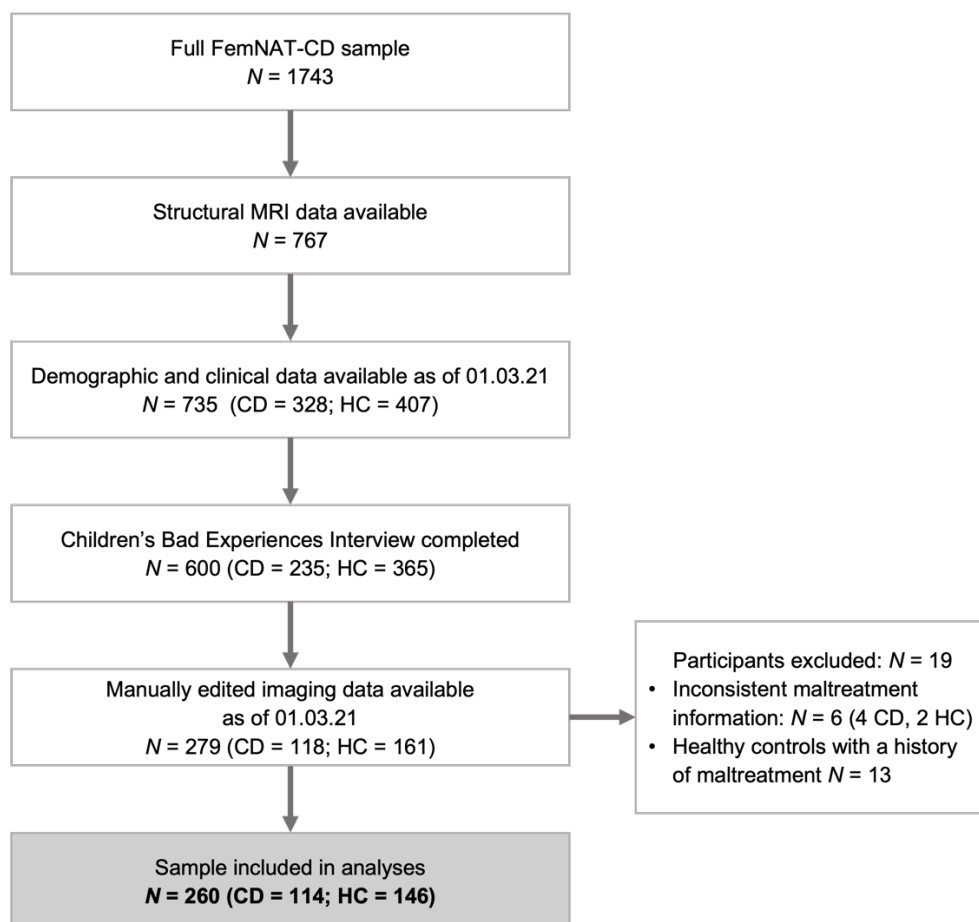 Full FemNAT-CD sample
N = 1743
Structural MRI data available
N = 767
Demographic and clinical data available as of 01.03.21
N = 735 (CD = 328; HC = 407)
Children's Bad Experiences Interview completed
N = 600 (CD = 235; HC = 365)
Manually edited imaging data available
as of 01.03.21
N = 279 (CD = 118; HC = 161)
Participants excluded: N = 19
• Inconsistent maltreatment
information: N = 6 (4 CD, 2 HC)
• Healthy controls with a history
of maltreatment N = 13
Sample included in analyses
N = 260 (CD = 114; HC = 146)